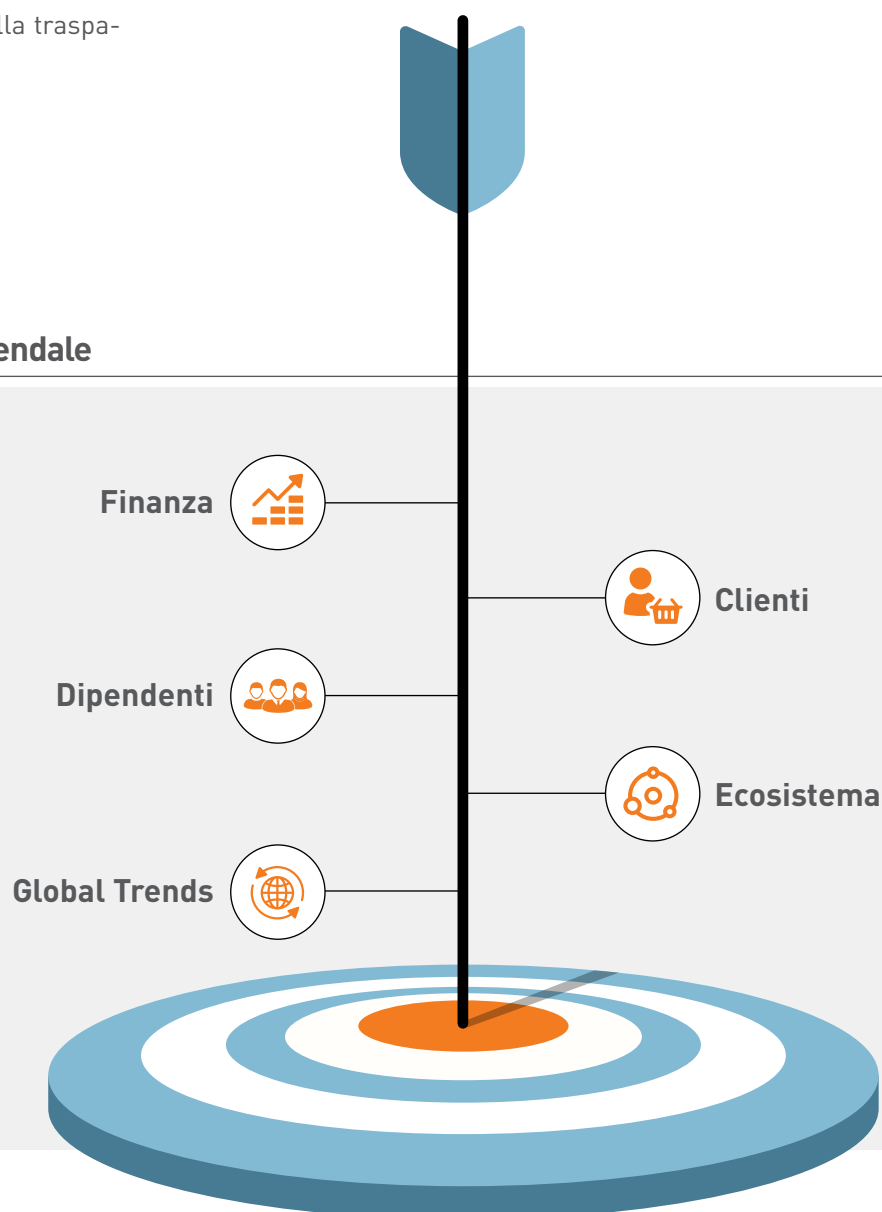 lla traspa-
endale
Finanza
Clienti
Dipendenti
Ecosistema
Global Trends